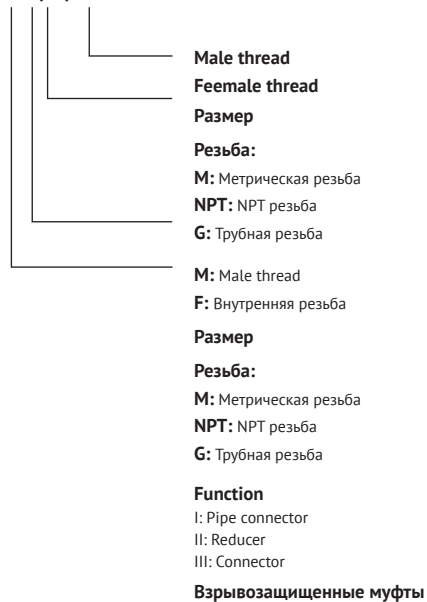 Male thread
Feemale thread
Размер
Резьба:
M: Метрическая резьба
NPT: NPT резьба
G: Трубная резьба
M: Male thread
F: Внутренняя резьба
Размер
Резьба:
M: Метрическая резьба
NPT: NPT резьба
G: Трубная резьба
Function
I: Pipe connector
II: Reducer
III: Connector
Взрывозащищенные муфты